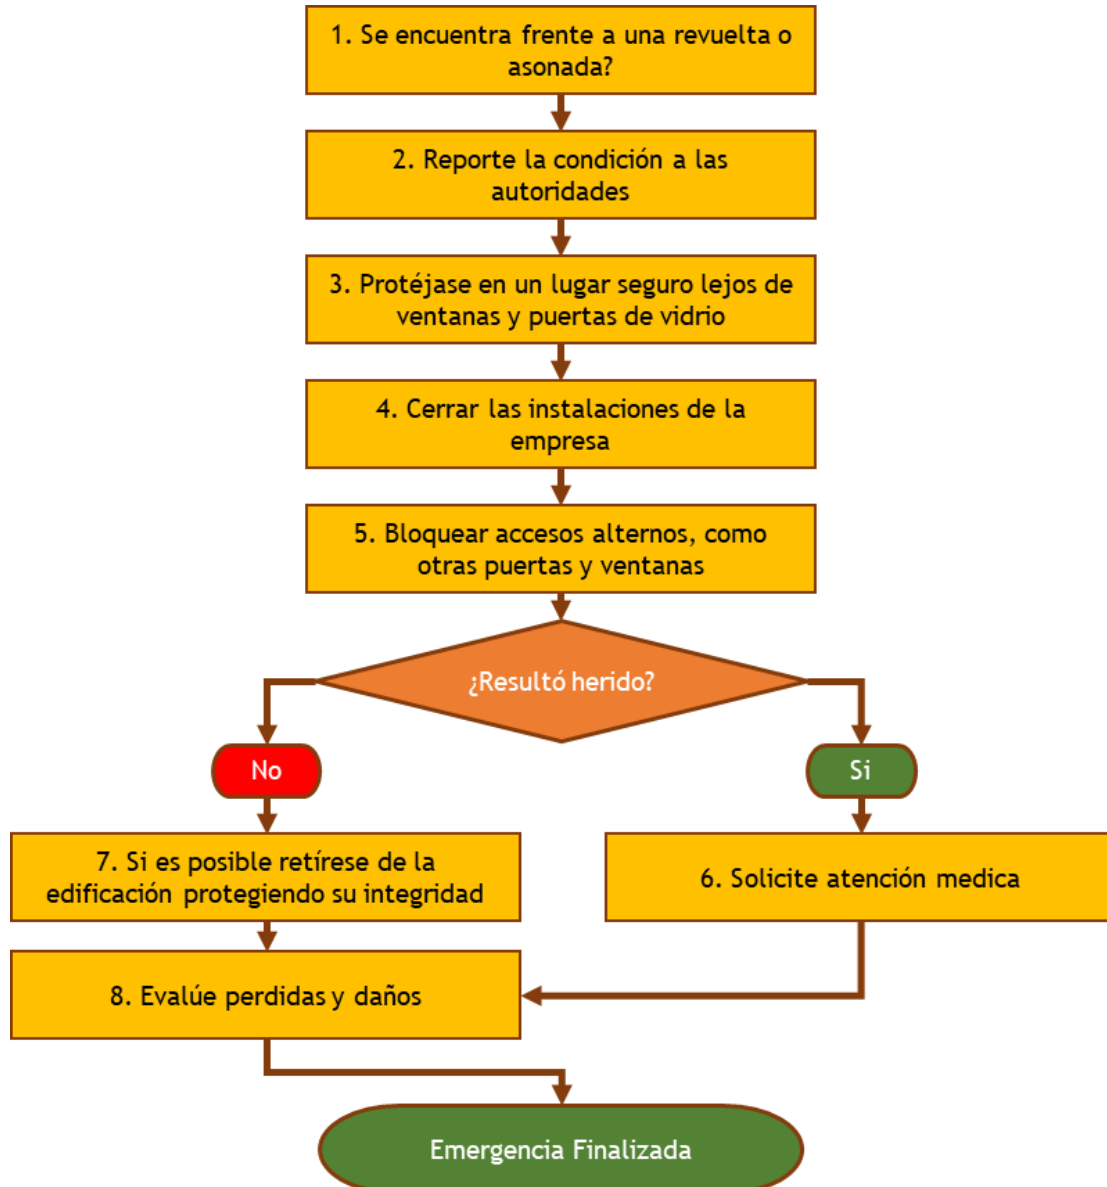 1. Se encuentra frente a una revuelta o
asonada?
2. Reporte la condición a las
autoridades
3. Protéjase en un lugar seguro lejos de
ventanas y puertas de vidrio
4. Cerrar las instalaciones de la
empresa
5. Bloquear accesos alternos, como
otras puertas y ventanas
¿Resultó herido?
No
Si
7. Si es posible retírese de la
edificación protegiendo su integridad
6. Solicite atención medica
8. Evalúe perdidas y daños
Emergencia Finalizada